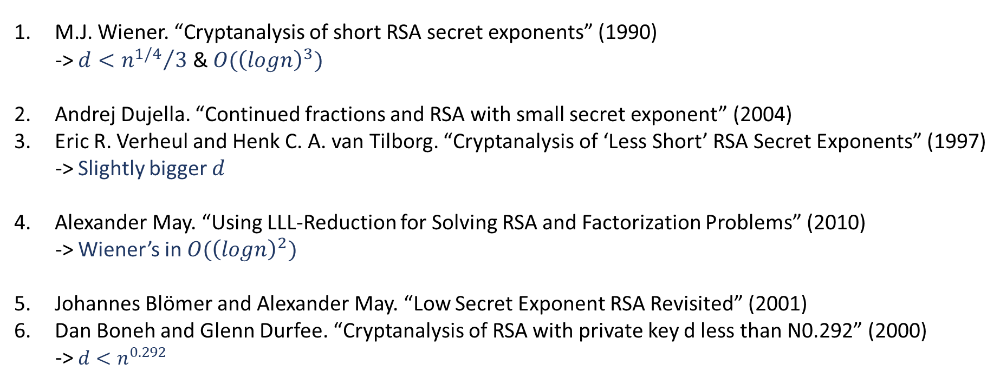 1. M.J. Wiener. “Cryptanalysis of short RSA secret exponents” (1990)
-> d < n^{1/4}/3 & O((logn)^3)
2. Andrej Dujella. “Continued fractions and RSA with small secret exponent” (2004)
3. Eric R. Verheul and Henk C. A. van Tilborg. “Cryptanalysis of ‘Less Short’ RSA Secret Exponents” (1997)
-> Slightly bigger d
4. Alexander May. “Using LLL-Reduction for Solving RSA and Factorization Problems” (2010)
-> Wiener’s in O((logn)^2)
5. Johannes Blömer and Alexander May. “Low Secret Exponent RSA Revisited” (2001)
6. Dan Boneh and Glenn Durfee. “Cryptanalysis of RSA with private key d less than N0.292” (2000)
-> d < n^{0.292}